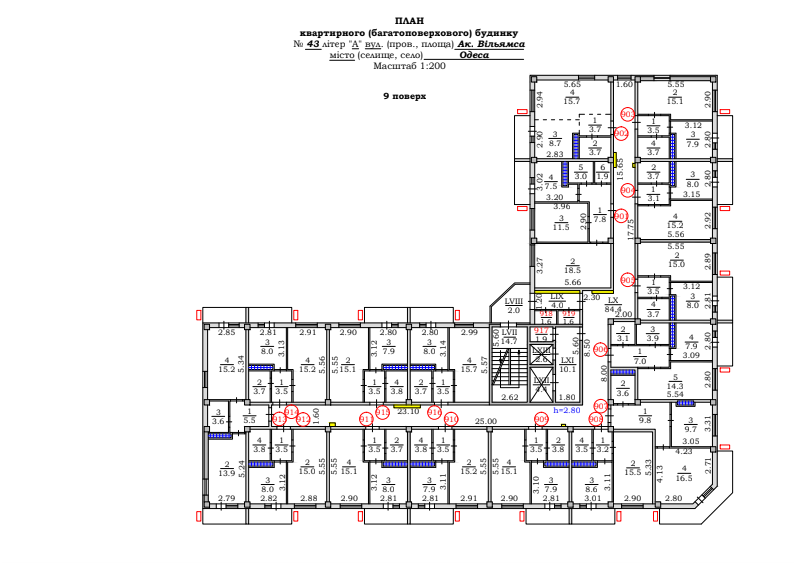 ПЛАН
квартирного (багатоповерхового) будинку
№ 43 літер "А" вул. (пров., площа) Ак. Вільямса
місто (селище, село) Одеса
Масштаб 1:200
9 поверх
5.65 1.60 5.55
4 15.7 2.94
2 15.1 2.90
902 902
1 3.7
1 3.5 3.12
3 8.7 2.90 2.83
2 3.7
4 3.7
3 7.9 2.80
15.65
5 3.0 6 1.9
2 3.7
4 7.5 3.02 3.20
3 8.0 2.80 3.15
904
1 3.1
3.96
3 11.5 2.90
1 7.8
901
17.75
4 15.2 2.92 5.56
5.55
2 15.0 2.89
2 18.5 3.27 5.66
905
1 3.5 3.12
3 8.0 2.81
4 3.7
LVIII 2.0
1.20 LIX 4.0 2.30
LX 84.4 2.00
918 1.6 919 1.6
917 1.9
LVII 14.7 5.60
2.6
5.60 8.50
LXI 10.1
2.62 1.80
2 3.1 3 3.9
4 7.9 2.80 3.09
906
1 7.0
8.00
2 3.6
5 14.3 2.80 5.54
907
908
1 9.8
3 9.7 3.31 3.05
4.23
2 15.5 5.33 2.90
4.13
4 16.5 2.71 2.80
2.85 2.81 2.91 2.90 2.80 2.80 2.99
4 15.2 5.34
3 8.0 3.13
4 15.2 5.56
2 15.1 5.55
3 7.9 3.12
3 8.0 3.14
4 15.7 5.57
2 3.7 1 3.5
1 3.5 4 3.8
2 3.7 1 3.5
3 3.6 1 5.5
913 914 912 1.60 911 915 23.10 916 910 25.00 909 h=2.80
4 3.8 1 3.5
1 3.5 2 3.7
4 3.8 1 3.5
1 3.5 2 3.8
4 3.5 1 3.2
2 13.9 5.24
3 8.0 3.12
2 15.0 5.55
4 15.1 5.55
3 8.0 3.12
3 7.9 3.11
2 15.2 5.55
4 15.1 5.55
3 7.9 3.10
3 8.6 3.11
2.79 2.82 2.88 2.90 2.81 2.81 2.91 2.90 2.81 3.01